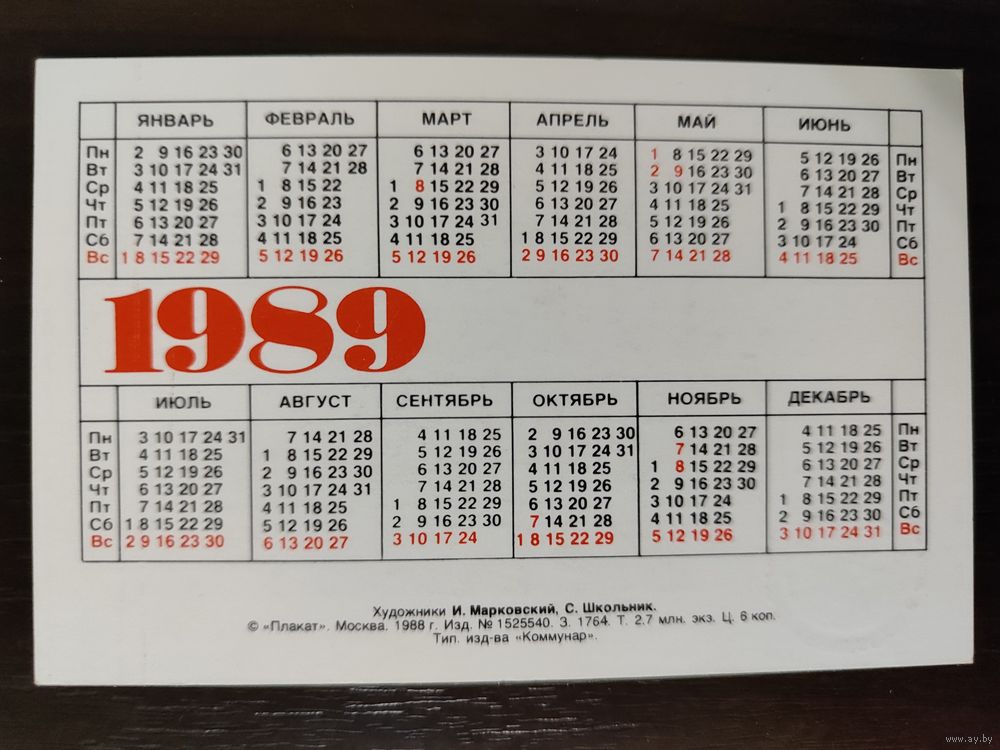 ЯНВАРЬ ФЕВРАЛЬ МАРТ АПРЕЛЬ МАЙ ИЮНЬ
Пн 2 9 16 23 30 6 13 20 27 6 13 20 27 3 10 17 24 1 8 15 22 29 5 12 19 26 Пн
Вт 3 10 17 24 31 7 14 21 28 7 14 21 28 4 11 18 25 2 9 16 23 30 6 13 20 27 Вт
Ср 4 11 18 25 1 8 15 22 1 8 15 22 29 5 12 19 26 3 10 17 24 31 7 14 21 28 Ср
Чт 5 12 19 26 2 9 16 23 2 9 16 23 30 6 13 20 27 4 11 18 25 1 8 15 22 29 Чт
Пт 6 13 20 27 3 10 17 24 3 10 17 24 31 7 14 21 28 5 12 19 26 2 9 16 23 30 Пт
Сб 7 14 21 28 4 11 18 25 4 11 18 25 1 8 15 22 29 6 13 20 27 3 10 17 24 Сб
Вс 1 8 15 22 29 5 12 19 26 5 12 19 26 2 9 16 23 30 7 14 21 28 4 11 18 25 Вс
1989
ИЮЛЬ АВГУСТ СЕНТЯБРЬ ОКТЯБРЬ НОЯБРЬ ДЕКАБРЬ
Пн 3 10 17 24 31 7 14 21 28 4 11 18 25 2 9 16 23 30 6 13 20 27 4 11 18 25 Пн
Вт 4 11 18 25 1 8 15 22 29 5 12 19 26 3 10 17 24 31 7 14 21 28 5 12 19 26 Вт
Ср 5 12 19 26 2 9 16 23 30 6 13 20 27 4 11 18 25 1 8 15 22 29 6 13 20 27 Ср
Чт 6 13 20 27 3 10 17 24 31 7 14 21 28 5 12 19 26 2 9 16 23 30 7 14 21 28 Чт
Пт 7 14 21 28 4 11 18 25 1 8 15 22 29 6 13 20 27 3 10 17 24 1 8 15 22 29 Пт
Сб 1 8 15 22 29 5 12 19 26 2 9 16 23 30 7 14 21 28 4 11 18 25 2 9 16 23 30 Сб
Вс 2 9 16 23 30 6 13 20 27 3 10 17 24 1 8 15 22 29 5 12 19 26 3 10 17 24 31 Вс
Художники И. Марковский, С. Школьник.
© «Плакат». Москва. 1988 г. Изд. № 1525540. З. 1764. Т. 2,7 млн. экз. Ц. 6 коп.
Тип. изд-ва «Коммунар».
www.ay.by